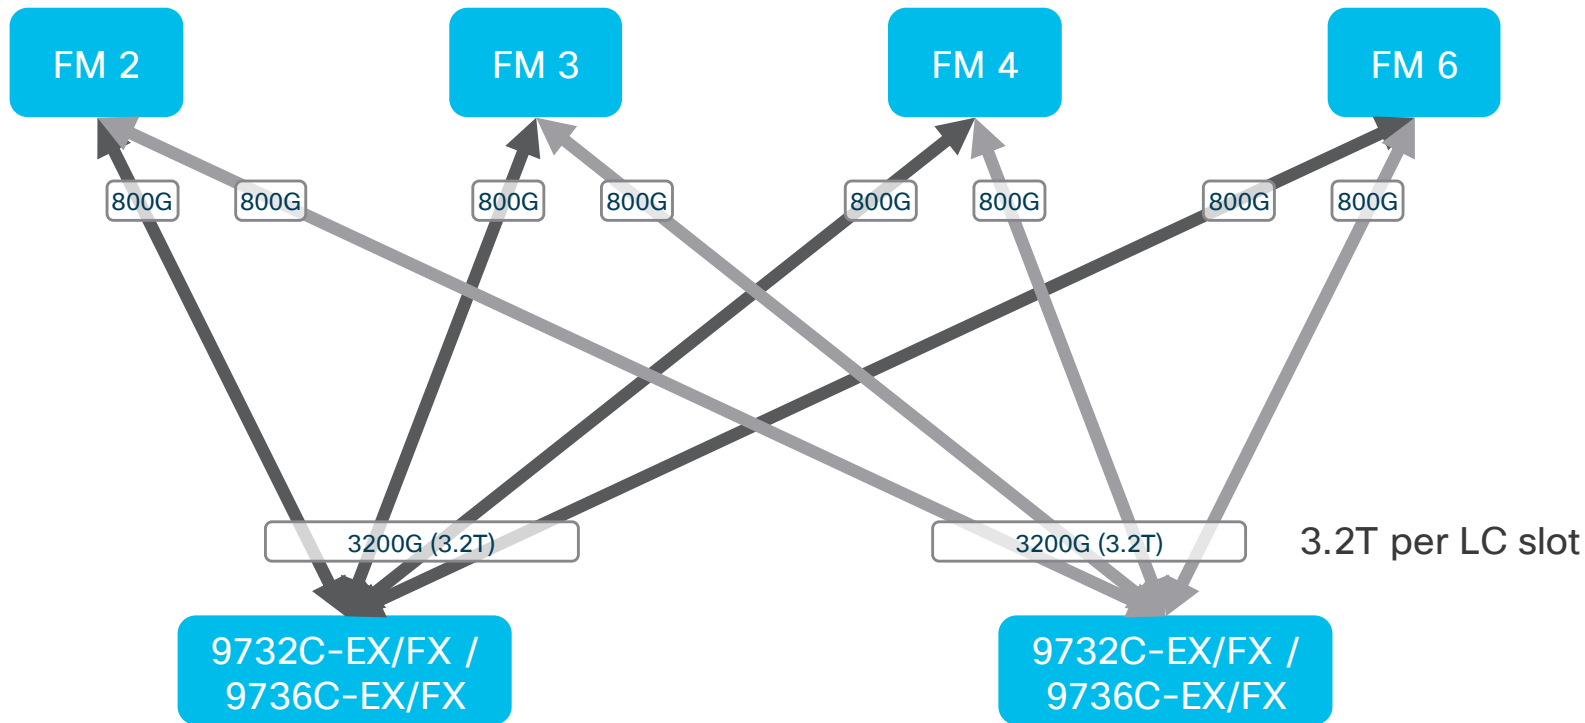 FM 2
FM 3
FM 4
FM 6
800G
800G
800G
800G
800G
800G
800G
800G
3200G (3.2T)
3200G (3.2T)
3.2T per LC slot
9732C-EX/FX /
9736C-EX/FX
9732C-EX/FX /
9736C-EX/FX